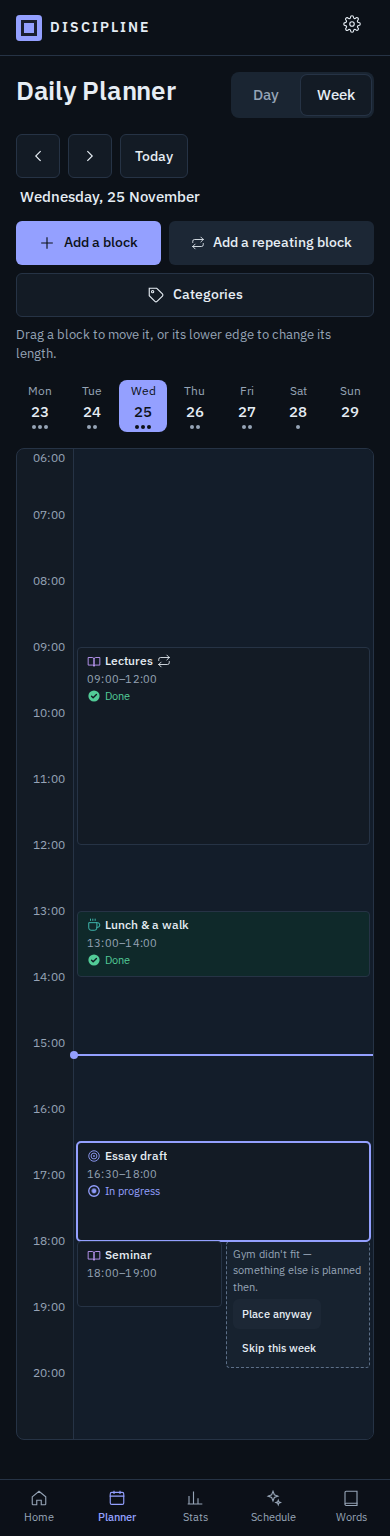 DISCIPLINE
Daily Planner
Day
Week
Today
Wednesday, 25 November
Add a block
Add a repeating block
Categories
Drag a block to move it, or its lower edge to change its
length.
Mon
Tue
Wed
Thu
Fri
Sat
Sun
23
24
25
26
27
28
29
06:00
07:00
08:00
09:00
Lectures
09:00–12:00
Done
10:00
11:00
12:00
13:00
Lunch & a walk
13:00–14:00
Done
14:00
15:00
16:00
Essay draft
16:30–18:00
17:00
In progress
18:00
Seminar
18:00–19:00
Gym didn't fit —
something else is planned
then.
19:00
Place anyway
Skip this week
20:00
Home
Planner
Stats
Schedule
Words